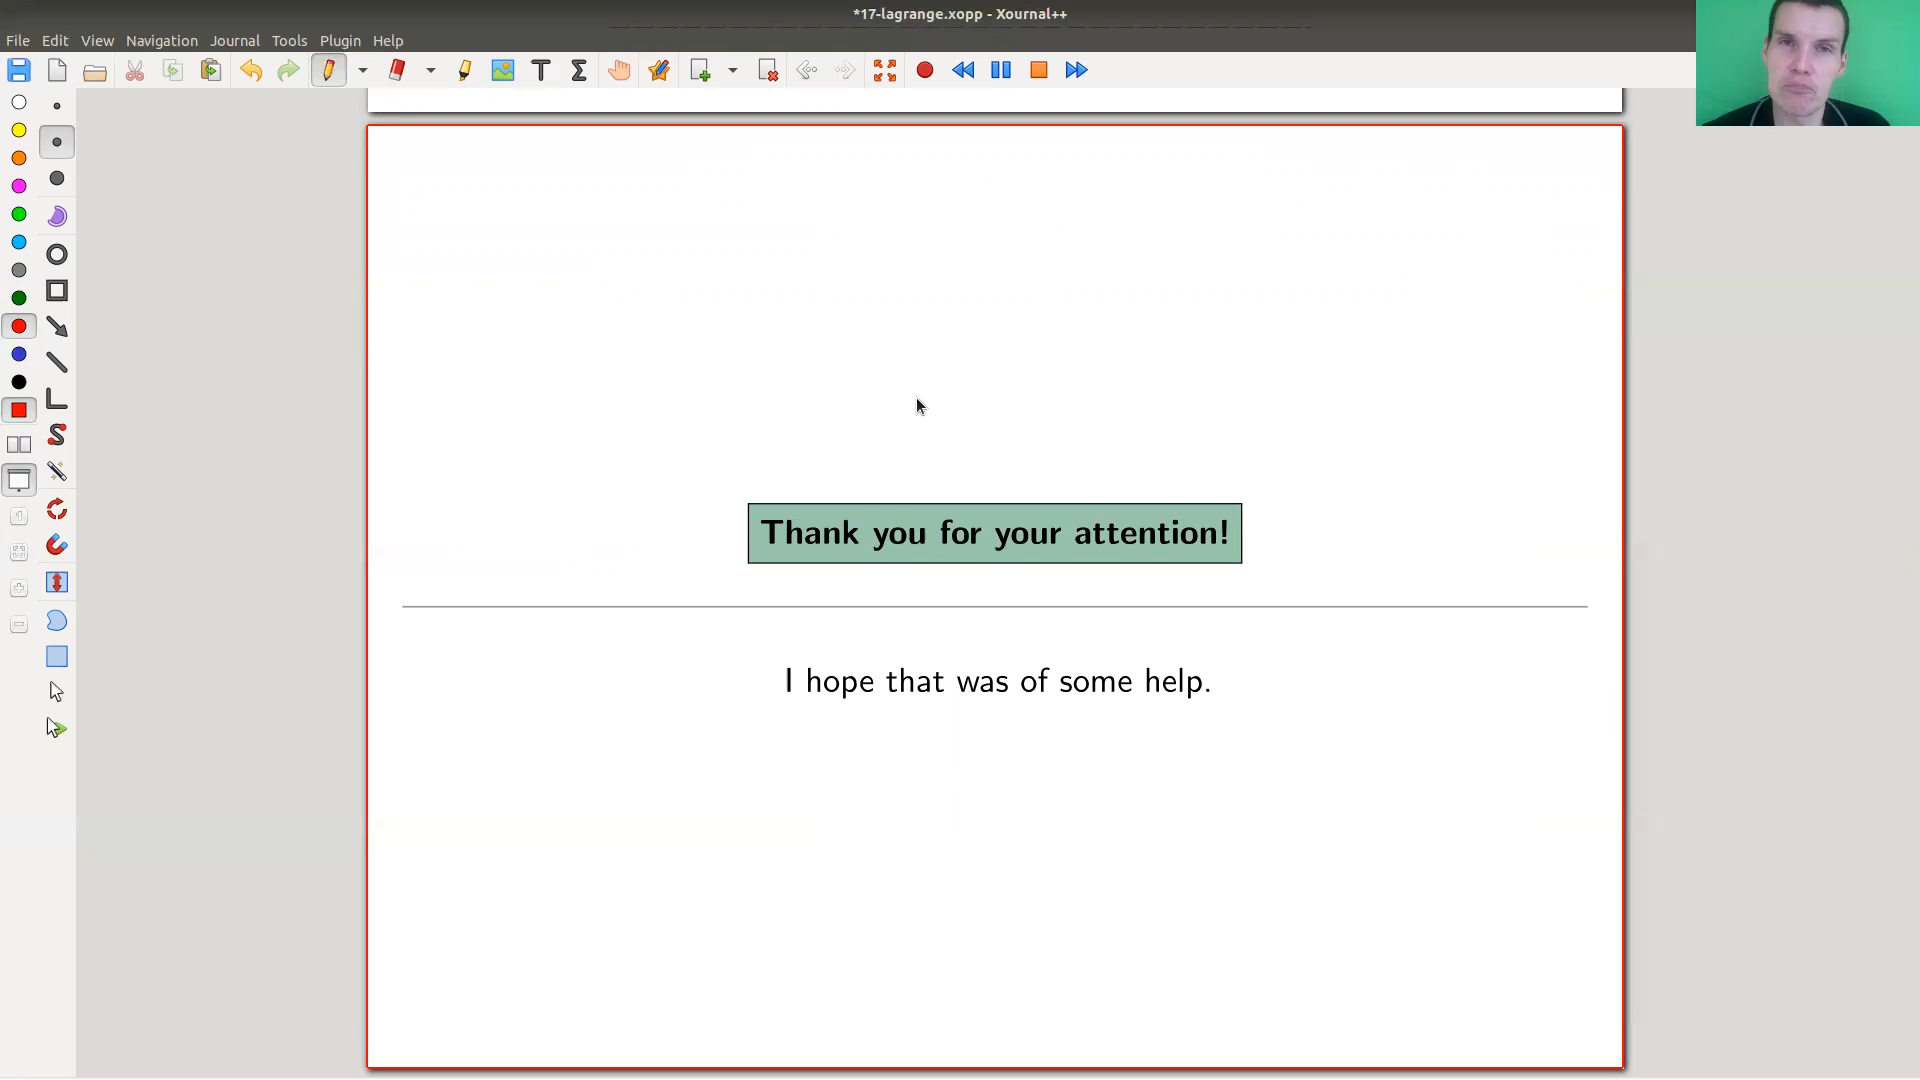 *17-lagrange.xopp - Xournal++
File Edit View Navigation Journal Tools Plugin Help
Thank you for your attention!
I hope that was of some help.